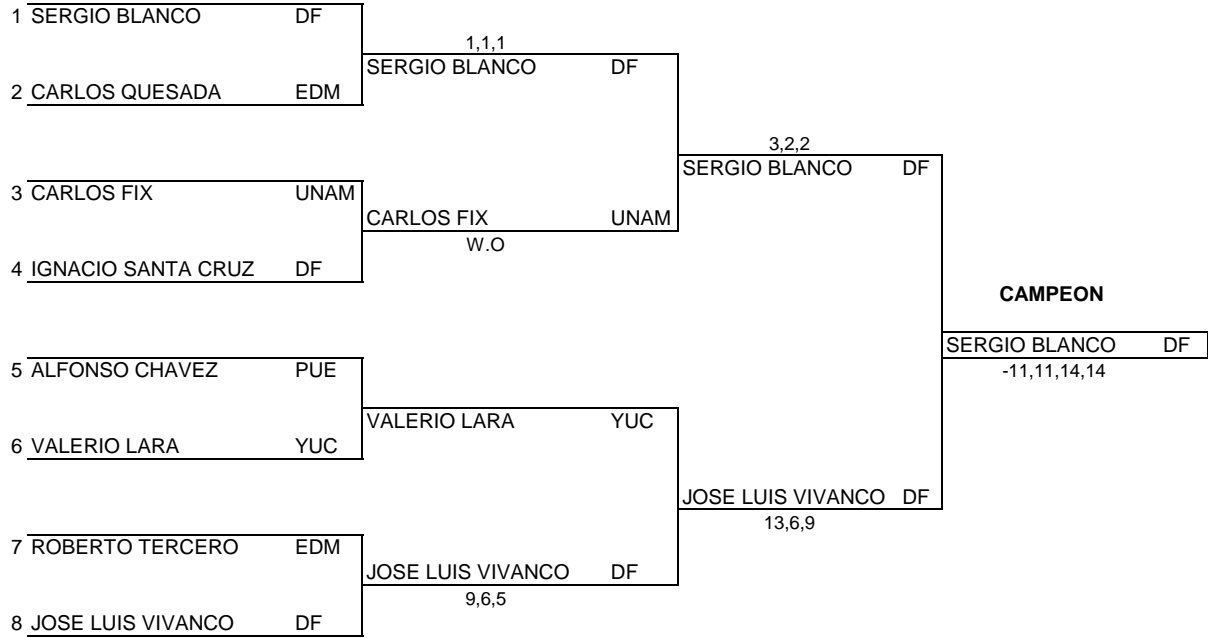 1 SERGIO BLANCO DF
1,1,1
SERGIO BLANCO DF
2 CARLOS QUESADA EDM
3,2,2
SERGIO BLANCO DF
3 CARLOS FIX UNAM
CARLOS FIX UNAM
W.O
4 IGNACIO SANTA CRUZ DF
CAMPEON
SERGIO BLANCO DF
-11,11,14,14
5 ALFONSO CHAVEZ PUE
VALERIO LARA YUC
6 VALERIO LARA YUC
JOSE LUIS VIVANCO DF
13,6,9
7 ROBERTO TERCERO EDM
JOSE LUIS VIVANCO DF
9,6,5
8 JOSE LUIS VIVANCO DF